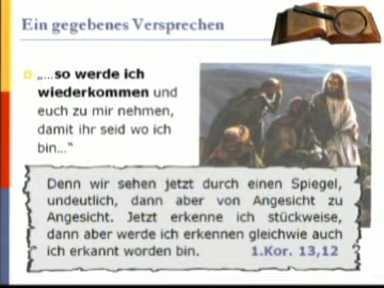 Ein gegebenes Versprechen
„...so werde ich
wiederkommen und
euch zu mir nehmen,
damit ihr seid wo ich
bin...“
Denn wir sehen jetzt durch einen Spiegel,
undeutlich, dann aber von Angesicht zu
Angesicht. Jetzt erkenne ich stückweise,
dann aber werde ich erkennen gleichwie auch
ich erkannt worden bin. 1.Kor. 13,12